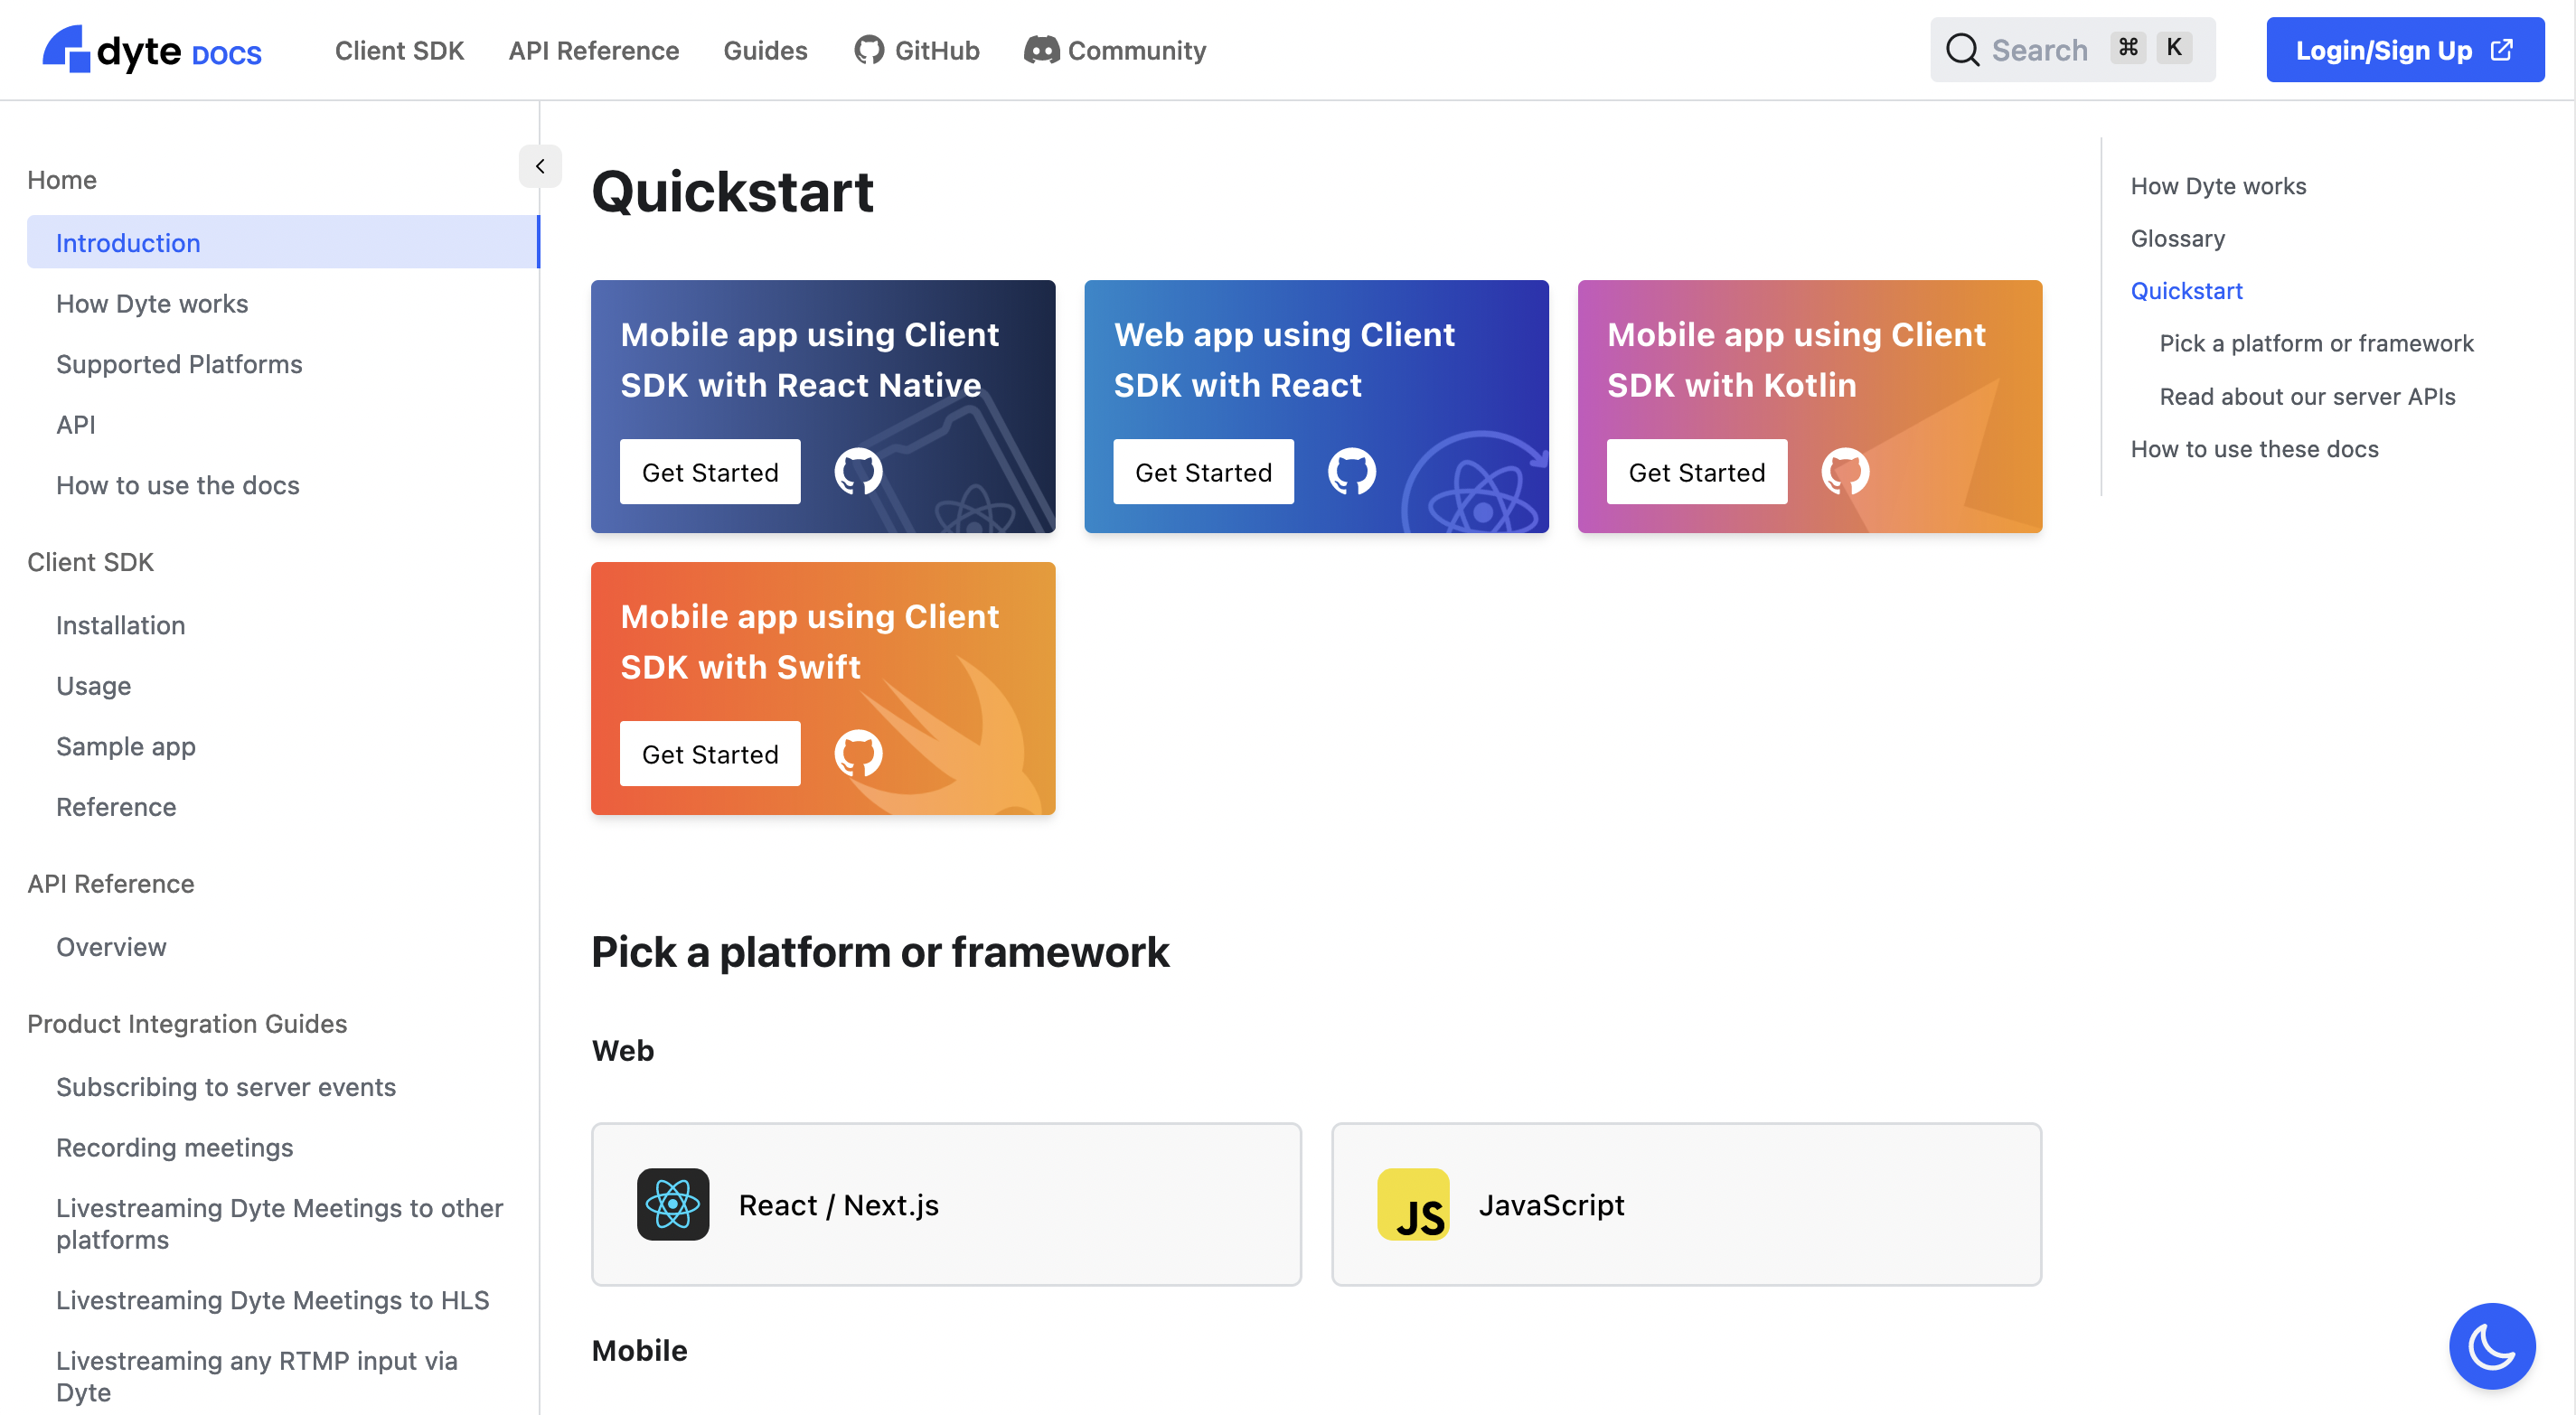 dyte DOCS
Client SDK
API Reference
Guides
GitHub
Community
Search ⌘ K
Login/Sign Up
Home
Introduction
How Dyte works
Supported Platforms
API
How to use the docs
Client SDK
Installation
Usage
Sample app
Reference
API Reference
Overview
Product Integration Guides
Subscribing to server events
Recording meetings
Livestreaming Dyte Meetings to other
platforms
Livestreaming Dyte Meetings to HLS
Livestreaming any RTMP input via
Dyte
Quickstart
Mobile app using Client
SDK with React Native
Get Started
Web app using Client
SDK with React
Get Started
Mobile app using Client
SDK with Kotlin
Get Started
Mobile app using Client
SDK with Swift
Get Started
Pick a platform or framework
Web
React / Next.js
JS
JavaScript
Mobile
How Dyte works
Glossary
Quickstart
Pick a platform or framework
Read about our server APIs
How to use these docs